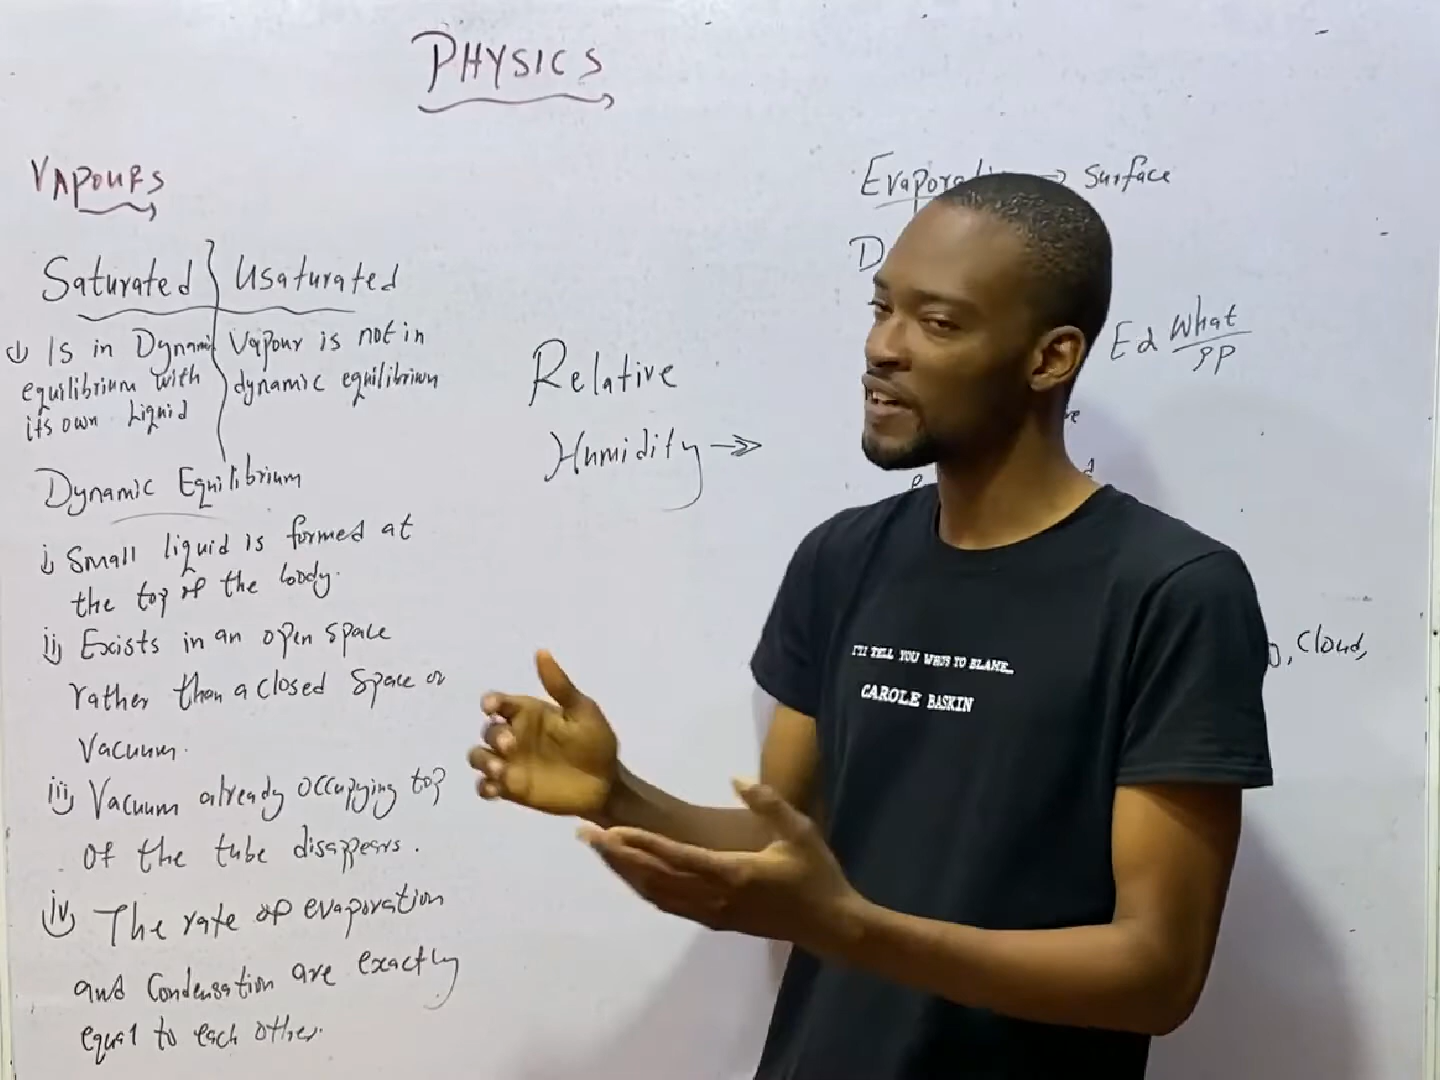 PHYSICS
VAPOURS
Saturated
Usaturated
i) Is in Dynamic
equilibrium with
its own liquid
Vapour is not in
dynamic equilibrium
Dynamic Equilibrium
i) Small liquid is formed at
the top of the body.
ii) Exists in an open space
rather than a closed space or
Vacuum.
iii) Vacuum already occupying top
of the tube disappears.
iv) The rate of evaporation
and Condensation are exactly
equal to each other.
Relative
Humidity →
Evaporati → Surface
D
E α What
Cloud,
I'LL TELL YOU WHO'S TO BLAME...
CAROLE BASKIN